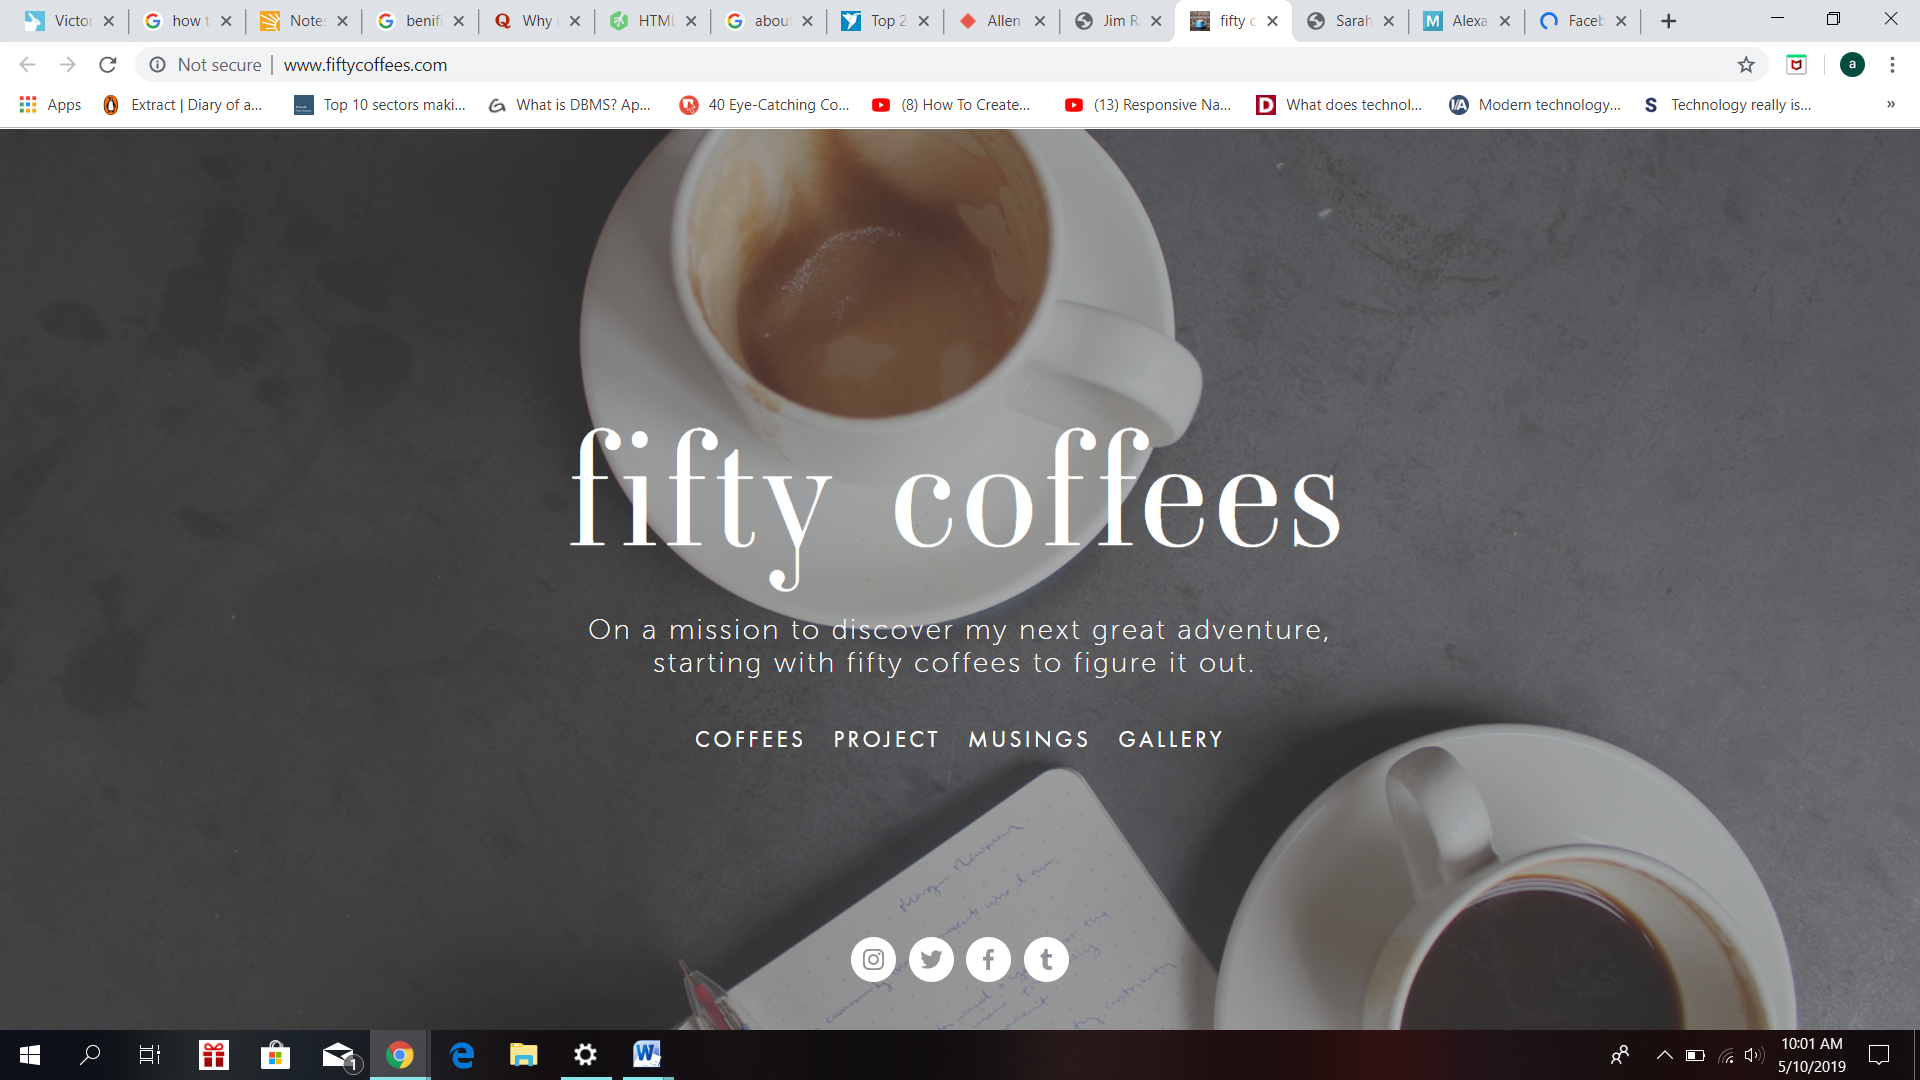 Victor
how t
Notes
benifi
Why i
HTML
about
Top 2
Allen
Jim R
fifty c
Sarah
Alexa
Faceb
Not secure | www.fiftycoffees.com
a
Apps
Extract | Diary of a...
Top 10 sectors maki...
What is DBMS? Ap...
40 Eye-Catching Co...
(8) How To Create...
(13) Responsive Na...
What does technol...
Modern technology...
Technology really is...
»
fifty coffees
On a mission to discover my next great adventure,
starting with fifty coffees to figure it out.
COFFEES PROJECT MUSINGS GALLERY
1
10:01 AM
5/10/2019